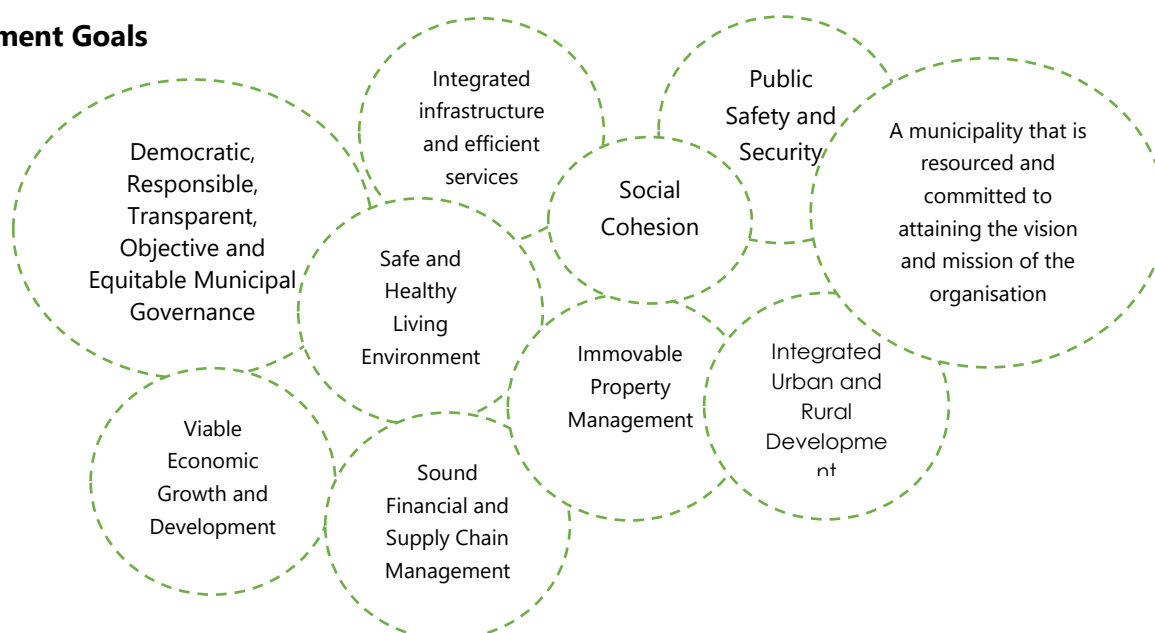 ment Goals
Integrated
infrastructure
and efficient
services
Public
Safety and
Security
A municipality that is
resourced and
committed to
attaining the vision
and mission of the
organisation
Democratic,
Responsible,
Transparent,
Objective and
Equitable Municipal
Governance
Social
Cohesion
Safe and
Healthy
Living
Environment
Immovable
Property
Management
Integrated
Urban and
Rural
Developme
nt
Viable
Economic
Growth and
Development
Sound
Financial and
Supply Chain
Management